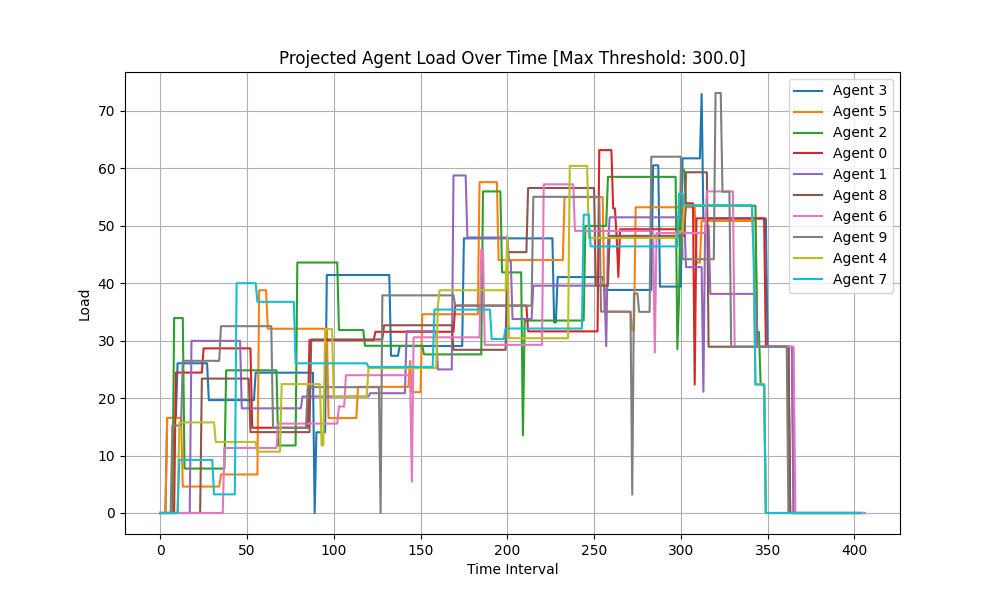 Projected Agent Load Over Time [Max Threshold: 300.0]
Load
70
60
50
40
30
20
10
0
0 50 100 150 200 250 300 350 400
Time Interval
Agent 3
Agent 5
Agent 2
Agent 0
Agent 1
Agent 8
Agent 6
Agent 9
Agent 4
Agent 7